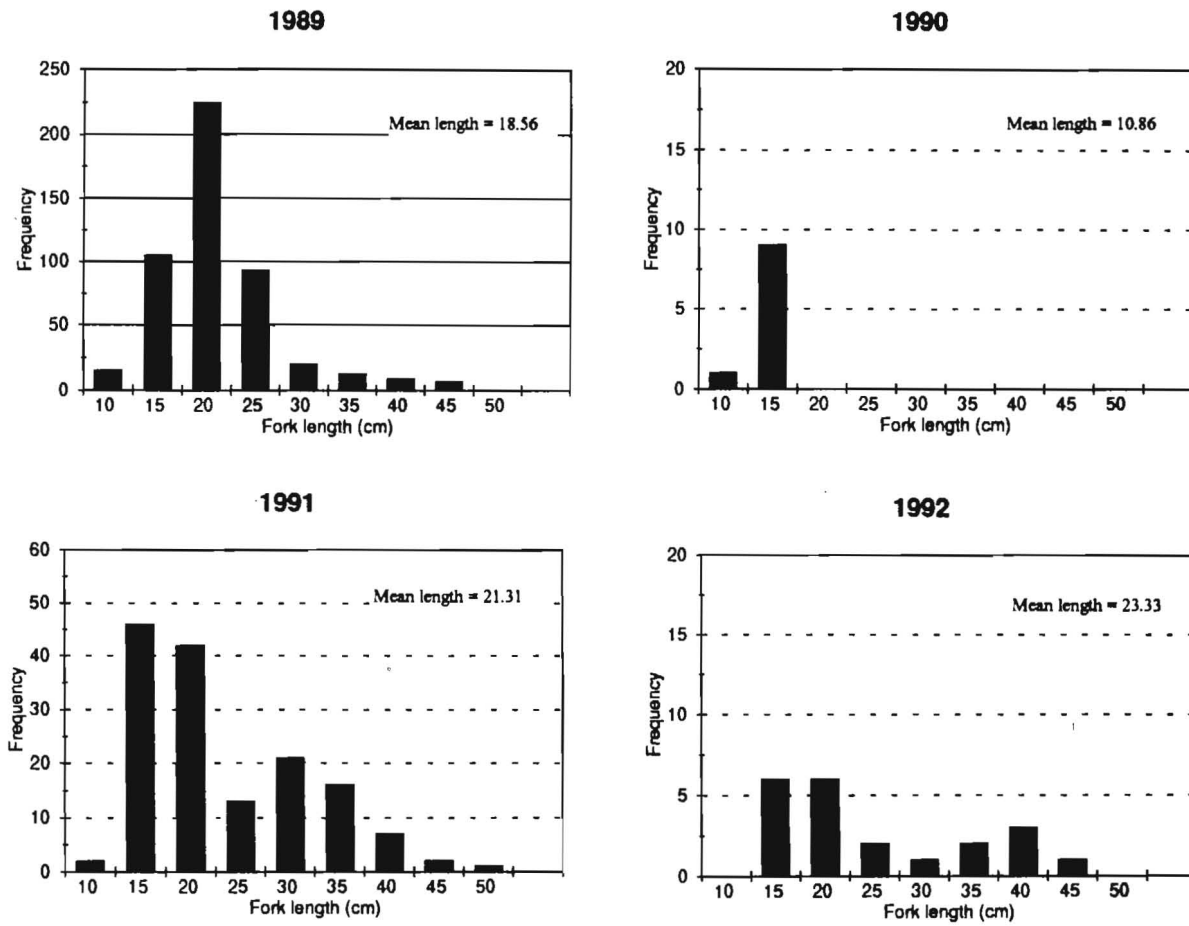 1989
250
200
150
100
50
0
Frequency
Mean length = 18.56
10 15 20 25 30 35 40 45 50
Fork length (cm)
1990
20
15
10
5
0
Frequency
Mean length = 10.86
10 15 20 25 30 35 40 45 50
Fork length (cm)
1991
60
50
40
30
20
10
0
Frequency
Mean length = 21.31
10 15 20 25 30 35 40 45 50
Fork length (cm)
1992
20
15
10
5
0
Frequency
Mean length = 23.33
10 15 20 25 30 35 40 45 50
Fork length (cm)